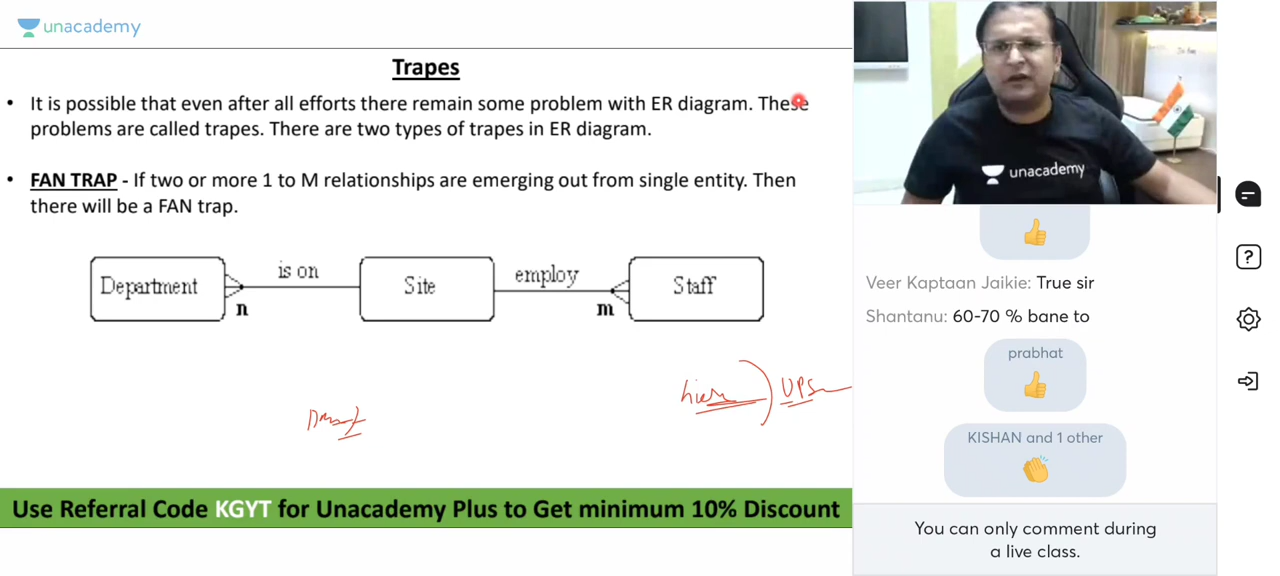 unacademy
Trapes
• It is possible that even after all efforts there remain some problem with ER diagram. These
problems are called trapes. There are two types of trapes in ER diagram.
• FAN TRAP - If two or more 1 to M relationships are emerging out from single entity. Then
there will be a FAN trap.
Department is on Site employ Staff
n m
UPSC
Use Referral Code KGYT for Unacademy Plus to Get minimum 10% Discount
unacademy
👍
Veer Kaptaan Jaikie: True sir
Shantanu: 60-70 % bane to
prabhat
👍
KISHAN and 1 other
👏
You can only comment during
a live class.
?